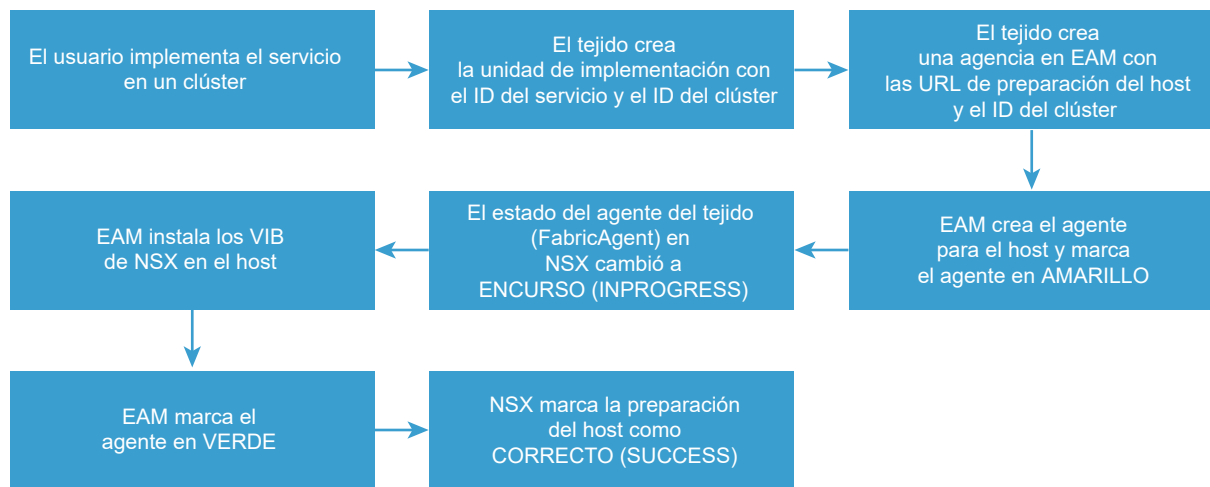 El usuario implementa el servicio
en un clúster
El tejido crea
la unidad de implementación con
el ID del servicio y el ID del clúster
El tejido crea
una agencia en EAM con
las URL de preparación del host
y el ID del clúster
EAM crea el agente
para el host y marca
el agente en AMARILLO
El estado del agente del tejido
(FabricAgent) en
NSX cambió a
ENCURSO (INPROGRESS)
EAM instala los VIB
de NSX en el host
EAM marca el
agente en VERDE
NSX marca la preparación
del host como
CORRECTO (SUCCESS)